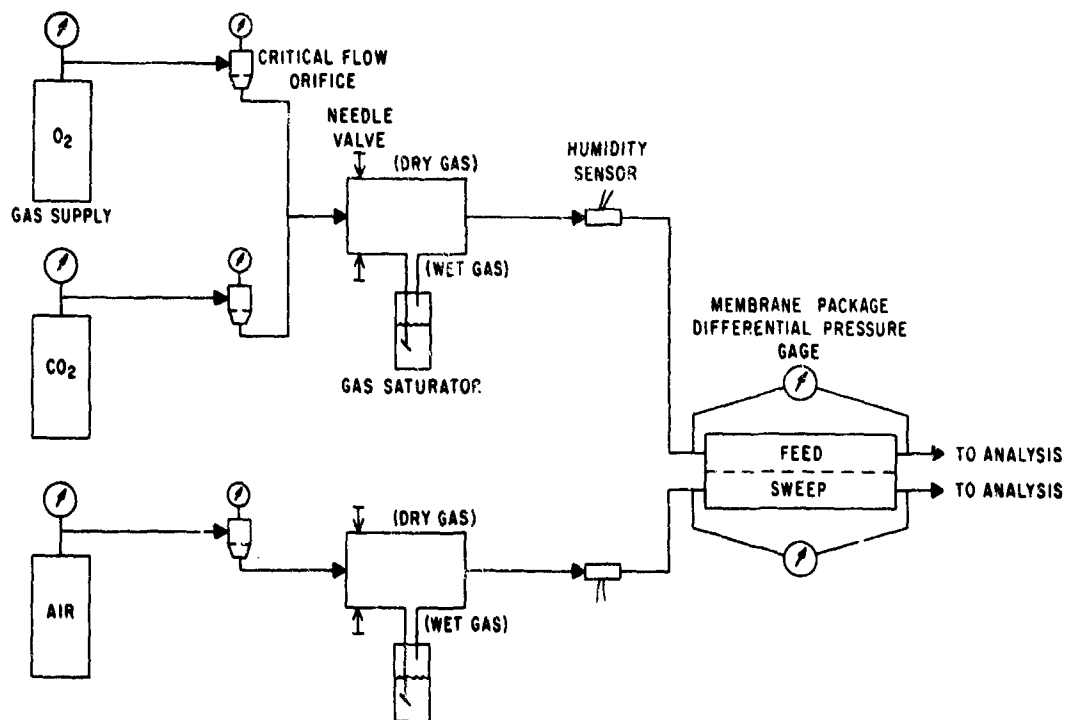 CRITICAL FLOW
ORIFICE
O2
GAS SUPPLY
NEEDLE
VALVE
(DRY GAS)
HUMIDITY
SENSOR
(WET GAS)
GAS SATURATOR
CO2
MEMBRANE PACKAGE
DIFFERENTIAL PRESSURE
GAGE
FEED
TO ANALYSIS
SWEEP
TO ANALYSIS
(DRY GAS)
AIR
(WET GAS)